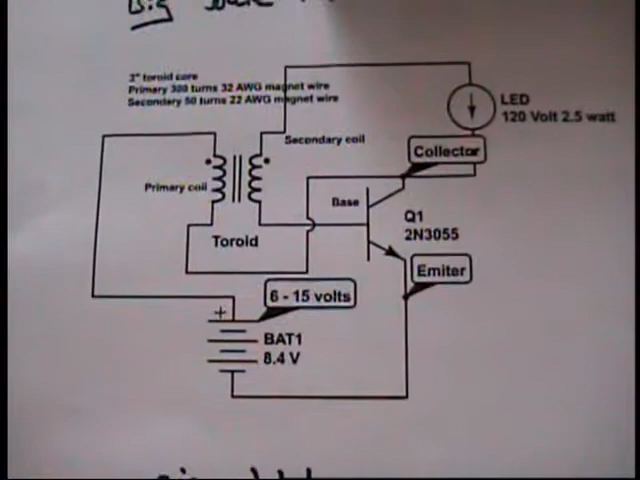 Big
3" toroid core
Primary 300 turns 32 AWG magnet wire
Secondary 50 turns 22 AWG magnet wire
Secondary coil
LED
120 Volt 2.5 watt
Collector
Primary coil
Base
Q1
2N3055
Toroid
Emiter
6 - 15 volts
+
BAT1
8.4 V